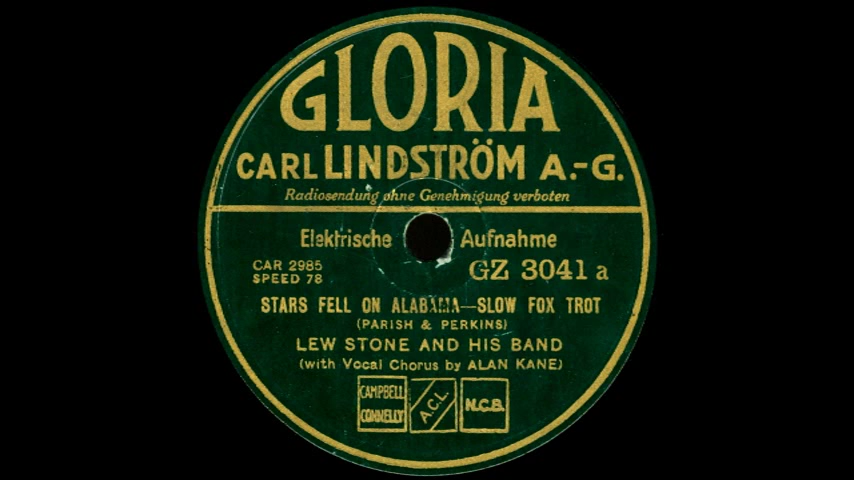 GLORIA
CARL LINDSTRÖM A.-G.
Radiosendung ohne Genehmigung verboten
Elektrische Aufnahme
CAR 2985
SPEED 78
GZ 3041 a
STARS FELL ON ALABAMA—SLOW FOX TROT
(PARISH & PERKINS)
LEW STONE AND HIS BAND
(with Vocal Chorus by ALAN KANE)
CAMPBELL
CONNELLY
A.C.L.
N.C.B.